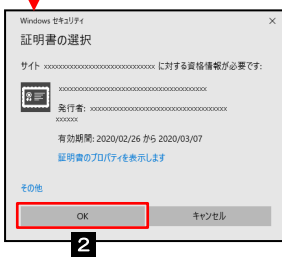 Windows セキュリティ
証明書の選択
サイト xxxxxxxxxxxxxxxxxxxxxxxxxxxx に対する資格情報が必要です:
xxxxxxxxxxxxxxxxxxxxxxxxxxxxxxxxxxxxx
発行者: xxxxxxxxxxxxxxxxxxxxxxxxxxxxxxxxxx
xxxxxx
有効期間: 2020/02/26 から 2020/03/07
証明書のプロパティを表示します
その他
OK
キャンセル
2